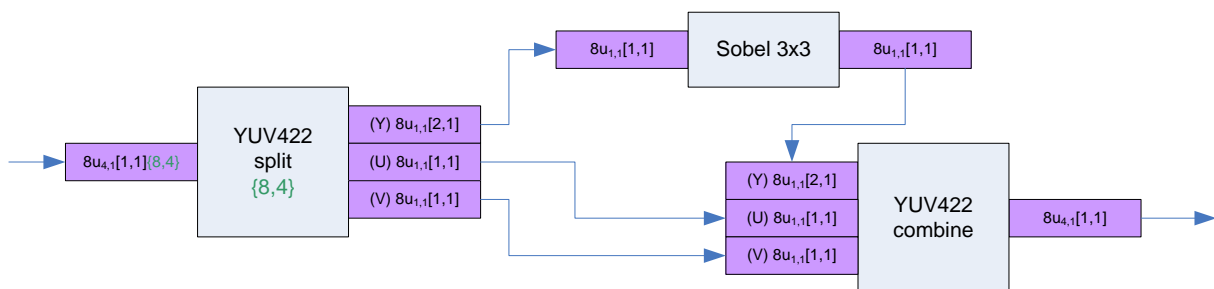 8u1,1[1,1]
Sobel 3x3
8u1,1[1,1]
8u4,1[1,1]{8,4}
YUV422
split
{8,4}
(Y) 8u1,1[2,1]
(U) 8u1,1[1,1]
(V) 8u1,1[1,1]
(Y) 8u1,1[2,1]
(U) 8u1,1[1,1]
(V) 8u1,1[1,1]
YUV422
combine
8u4,1[1,1]